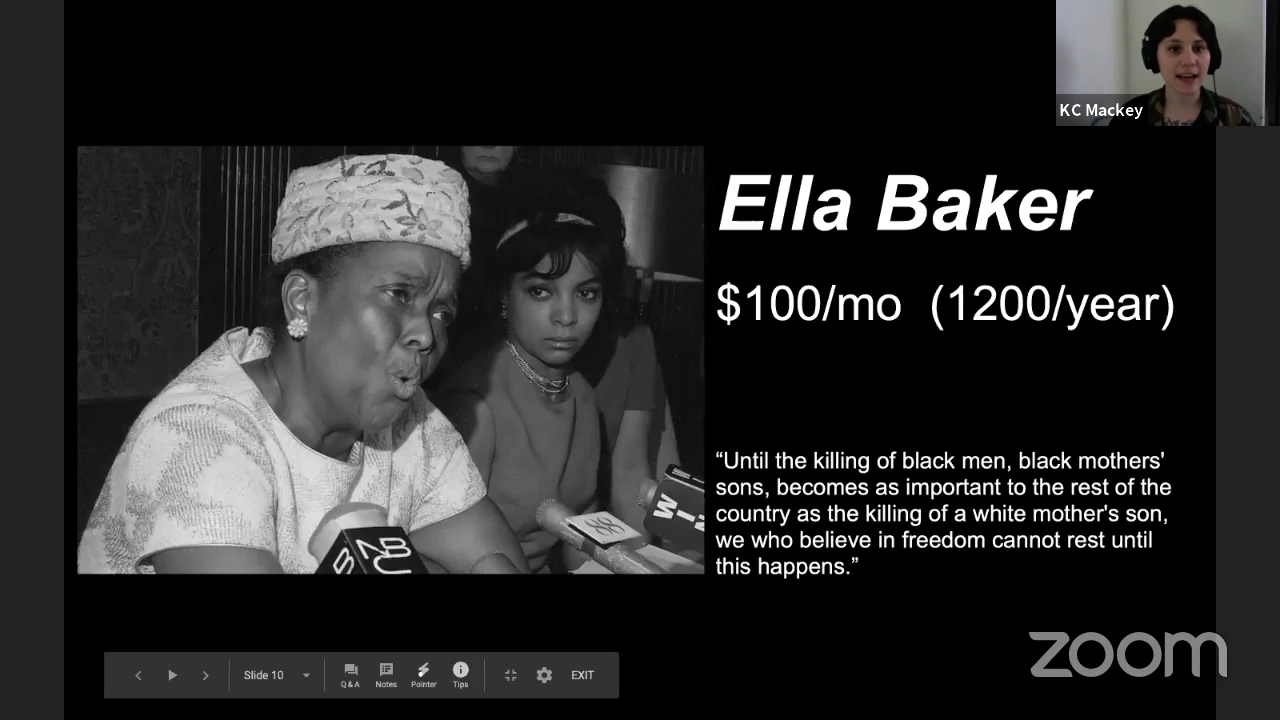 KC Mackey
Ella Baker
$100/mo (1200/year)
“Until the killing of black men, black mothers'
sons, becomes as important to the rest of the
country as the killing of a white mother's son,
we who believe in freedom cannot rest until
this happens.”
NBC
zoom
Slide 10
Q & A
Notes
Pointer
Tips
EXIT